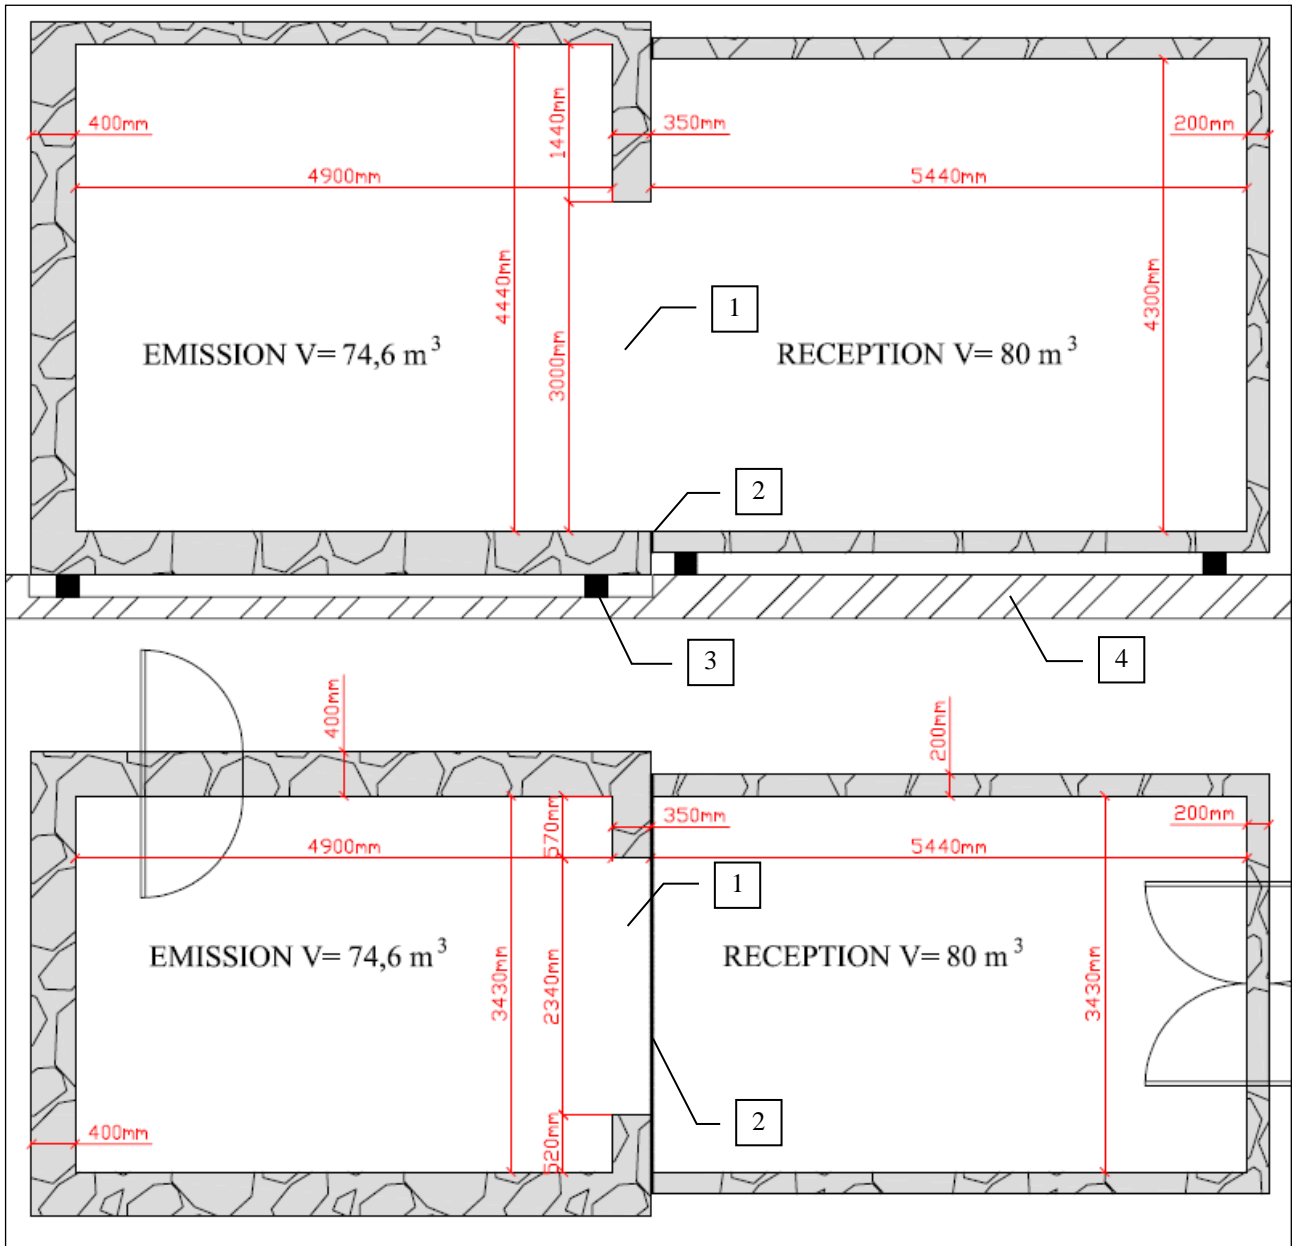 400mm
1440mm
350mm
200mm
4900mm
5440mm
4440mm
4300mm
1
EMISSION V= 74,6 m³
3000mm
RECEPTION V= 80 m³
2
3
4
400mm
200mm
570mm
350mm
200mm
4900mm
5440mm
1
EMISSION V= 74,6 m³
3430mm
2340mm
RECEPTION V= 80 m³
3430mm
400mm
520mm
2